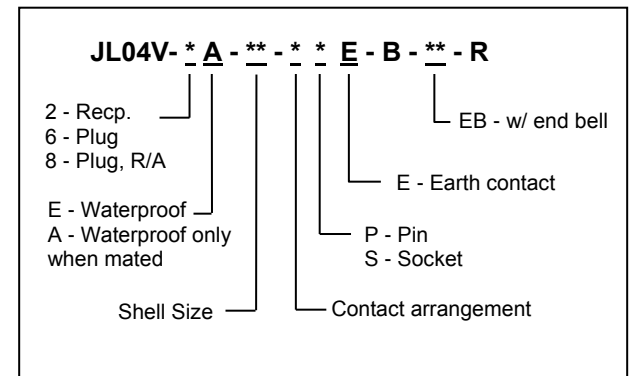 JL04V- * A - ** - * * E - B - ** - R
2 - Recp.
6 - Plug
8 - Plug, R/A
EB - w/ end bell
E - Earth contact
E - Waterproof
A - Waterproof only
when mated
P - Pin
S - Socket
Shell Size
Contact arrangement